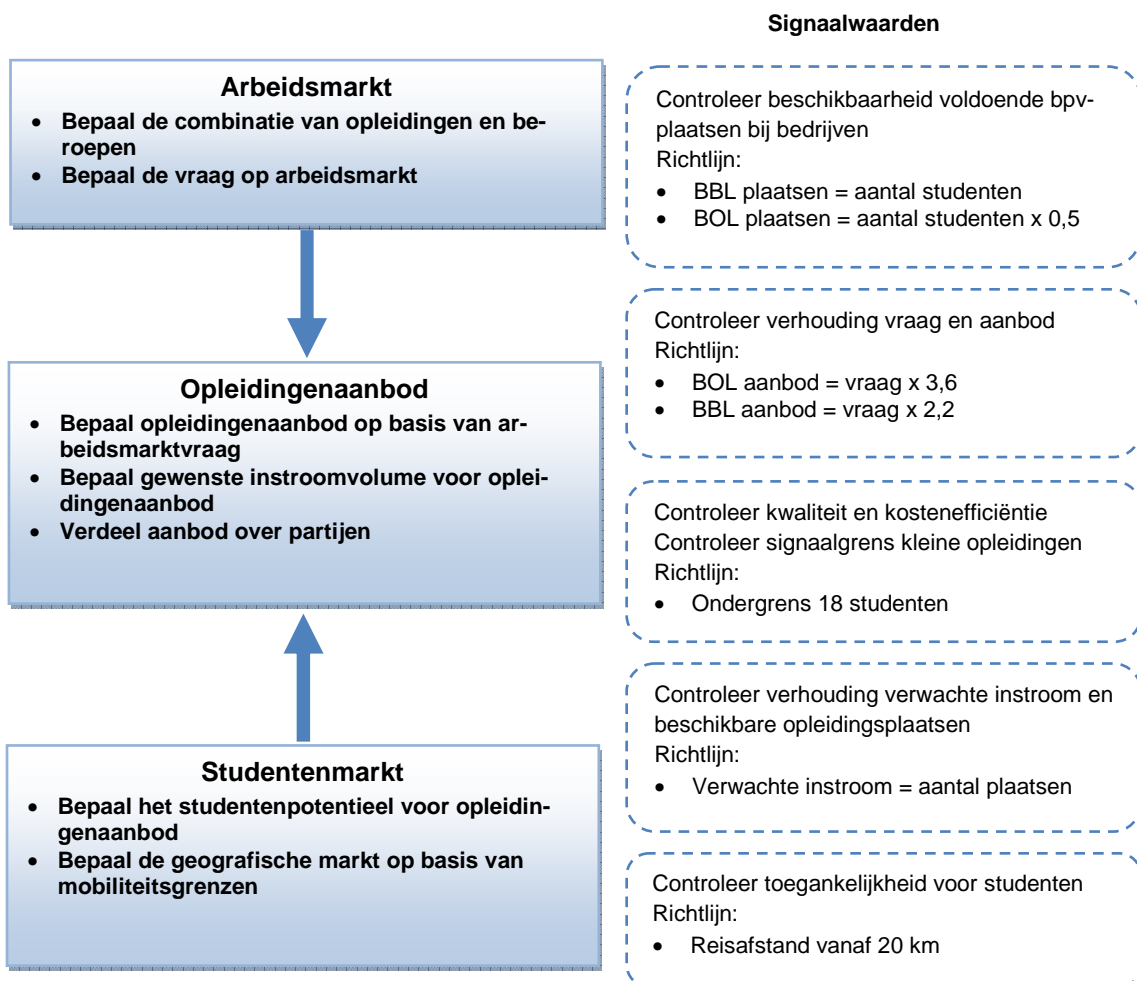 Signaalwaarden
Arbeidsmarkt
• Bepaal de combinatie van opleidingen en be-
roepen
• Bepaal de vraag op arbeidsmarkt
Controleer beschikbaarheid voldoende bpv-
plaatsen bij bedrijven
Richtlijn:
• BBL plaatsen = aantal studenten
• BOL plaatsen = aantal studenten x 0,5
Controleer verhouding vraag en aanbod
Richtlijn:
• BOL aanbod = vraag x 3,6
• BBL aanbod = vraag x 2,2
Opleidingenaanbod
• Bepaal opleidingenaanbod op basis van ar-
beidsmarktvraag
• Bepaal gewenste instroomvolume voor oplei-
dingenaanbod
• Verdeel aanbod over partijen
Controleer kwaliteit en kostenefficiëntie
Controleer signaalgrens kleine opleidingen
Richtlijn:
• Ondergrens 18 studenten
Controleer verhouding verwachte instroom en
beschikbare opleidingsplaatsen
Richtlijn:
• Verwachte instroom = aantal plaatsen
Studentenmarkt
• Bepaal het studentenpotentieel voor opleidin-
genaanbod
• Bepaal de geografische markt op basis van
mobiliteitsgrenzen
Controleer toegankelijkheid voor studenten
Richtlijn:
• Reisafstand vanaf 20 km